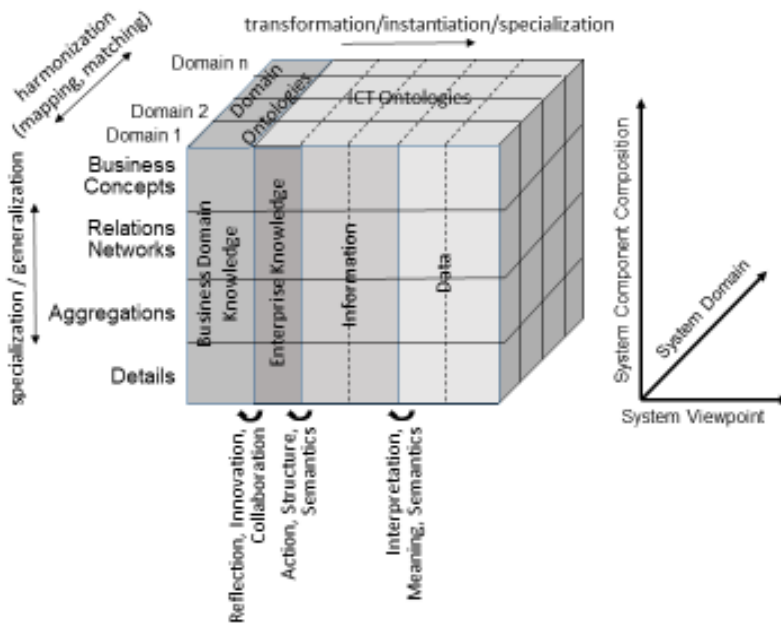 transformation/instantiation/specialization
harmonization
(mapping, matching)
Domain n
Domain 2
Domain 1
Domain
Ontologies
ICT Ontologies
specialization / generalization
Business
Concepts
Relations
Networks
Aggregations
Details
Business Domain
Knowledge
Enterprise Knowledge
Information
Data
Reflection, Innovation,
Collaboration
Action, Structure,
Semantics
Interpretation,
Meaning, Semantics
System Component Composition
System Domain
System Viewpoint